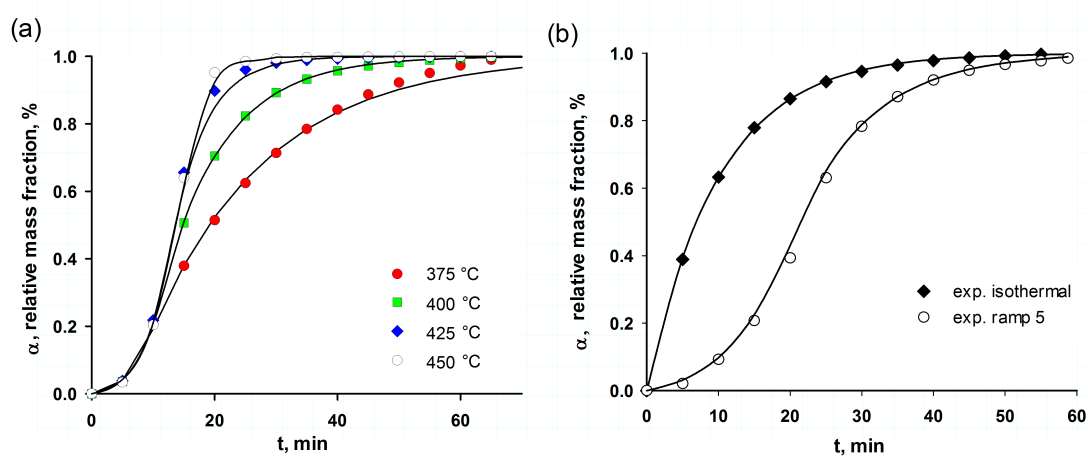 (a)
α, relative mass fraction, %
1.0
0.8
0.6
0.4
0.2
0.0
0
20
40
60
t, min
375 °C
400 °C
425 °C
450 °C
(b)
α, relative mass fraction, %
1.0
0.8
0.6
0.4
0.2
0.0
0
10
20
30
40
50
60
t, min
exp. isothermal
exp. ramp 5